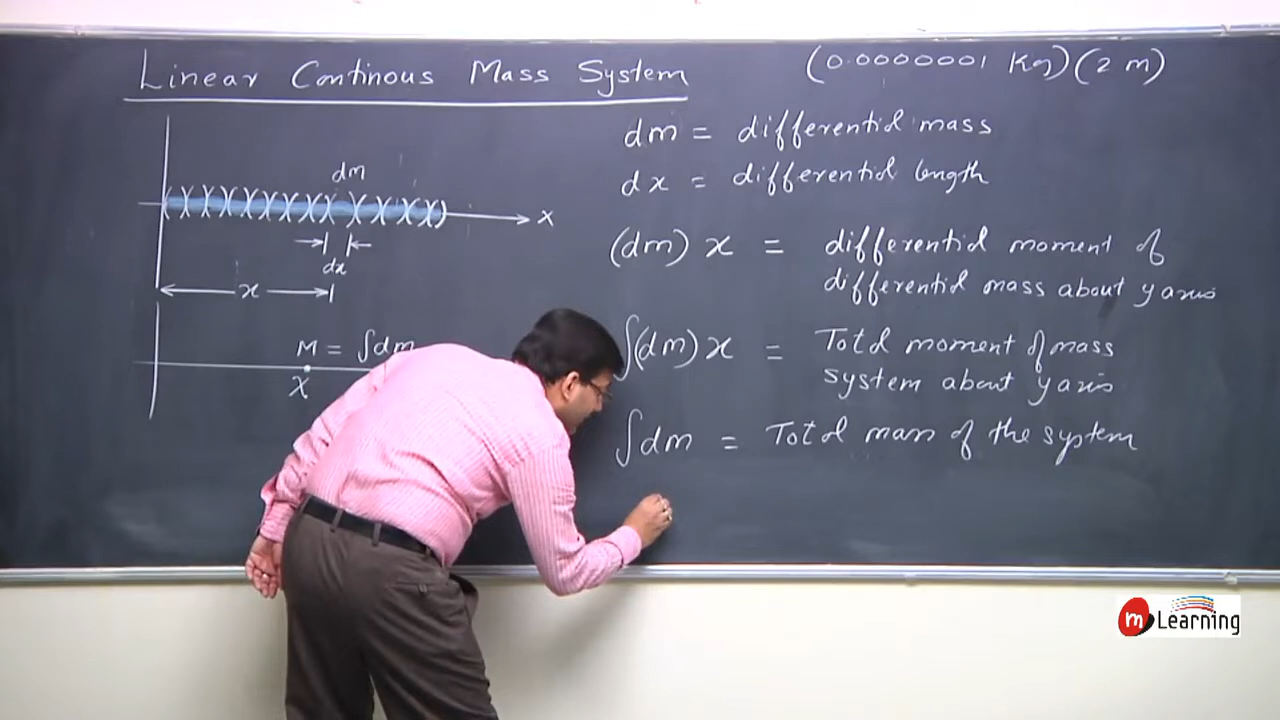 Linear Continous Mass System
(0.0000001 Kg)(2 m)
dm
x
dx
x
M = ∫dm
X
dm = differential mass
dx = differential length
(dm) x = differential moment of
differential mass about y axis
∫(dm) x = Total moment of mass
system about y axis
∫dm = Total mass of the system
m Learning